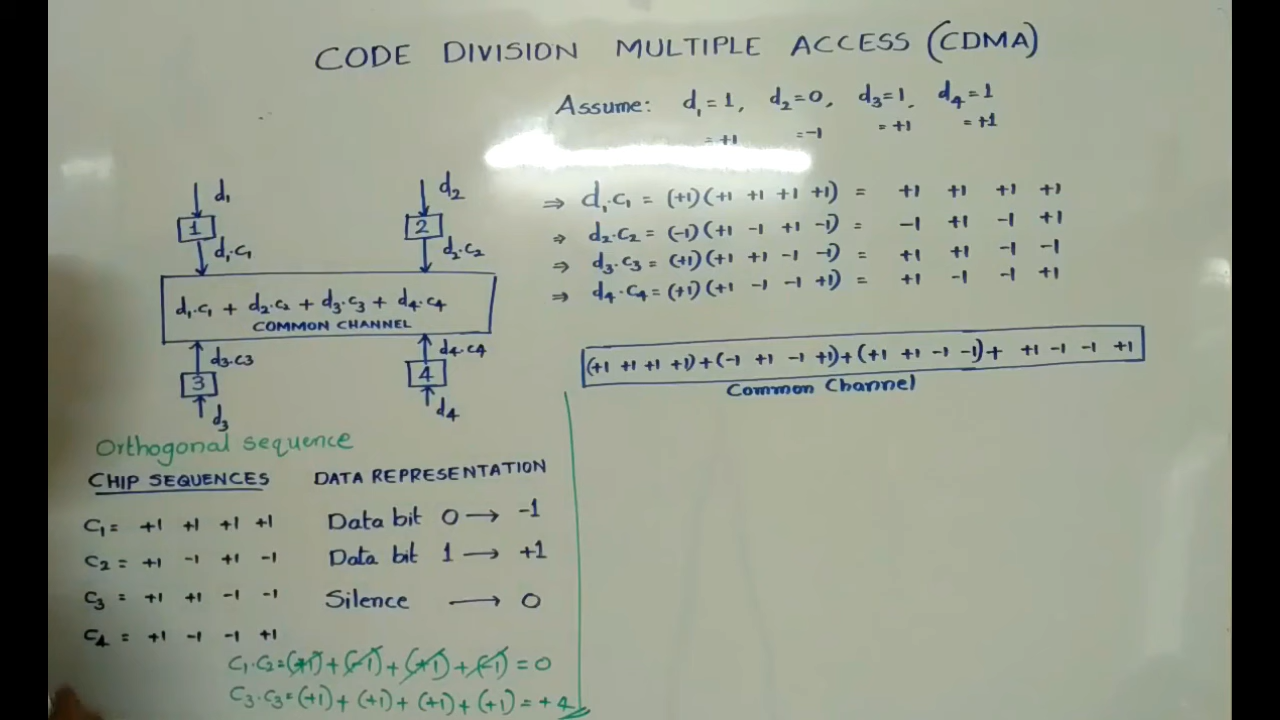 CODE DIVISION MULTIPLE ACCESS (CDMA)
Assume: d₁ = 1, d₂ = 0, d₃ = 1, d₄ = 1
= +1 = -1 = +1 = +1
d₁
d₂
1
2
d₁.c₁
d₂.c₂
d₁.c₁ + d₂.c₂ + d₃.c₃ + d₄.c₄
COMMON CHANNEL
d3.c3
d4.c4
3
4
d₃
d₄
⇒ d₁.c₁ = (+1)(+1 +1 +1 +1) = +1 +1 +1 +1
⇒ d₂.c₂ = (-1)(+1 -1 +1 -1) = -1 +1 -1 +1
⇒ d₃.c₃ = (+1)(+1 +1 -1 -1) = +1 +1 -1 -1
⇒ d₄.c₄ = (+1)(+1 -1 -1 +1) = +1 -1 -1 +1
(+1 +1 +1 +1) + (-1 +1 -1 +1) + (+1 +1 -1 -1) + +1 -1 -1 +1
Common Channel
Orthogonal sequence
CHIP SEQUENCES
C₁ = +1 +1 +1 +1
C₂ = +1 -1 +1 -1
C₃ = +1 +1 -1 -1
C₄ = +1 -1 -1 +1
DATA REPRESENTATION
Data bit 0 → -1
Data bit 1 → +1
Silence → 0
C₁.C₂ = (+1) + (-1) + (+1) + (-1) = 0
C₃.C₃ = (+1) + (+1) + (+1) + (+1) = +4